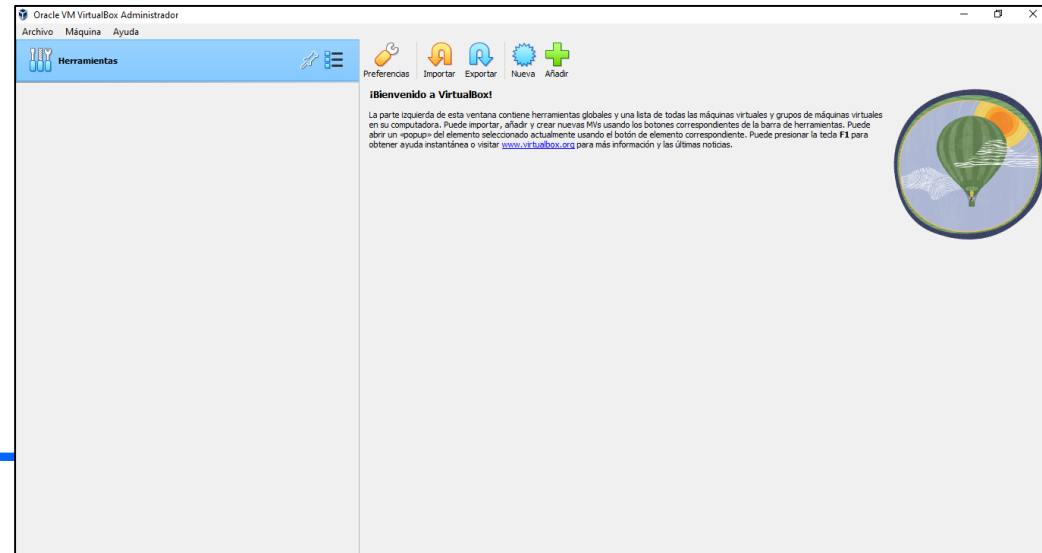 Oracle VM VirtualBox Administrador
Archivo Máquina Ayuda
Herramientas
Preferencias Importar Exportar Nueva Añadir
¡Bienvenido a VirtualBox!
La parte izquierda de esta ventana contiene herramientas globales y una lista de todas las máquinas virtuales y grupos de máquinas virtuales
en su computadora. Puede importar, añadir y crear nuevas MVs usando los botones correspondientes de la barra de herramientas. Puede
abrir un «popup» del elemento seleccionado actualmente usando el botón de elemento correspondiente. Puede presionar la tecla F1 para
obtener ayuda instantánea o visitar www.virtualbox.org para más información y las últimas noticias.